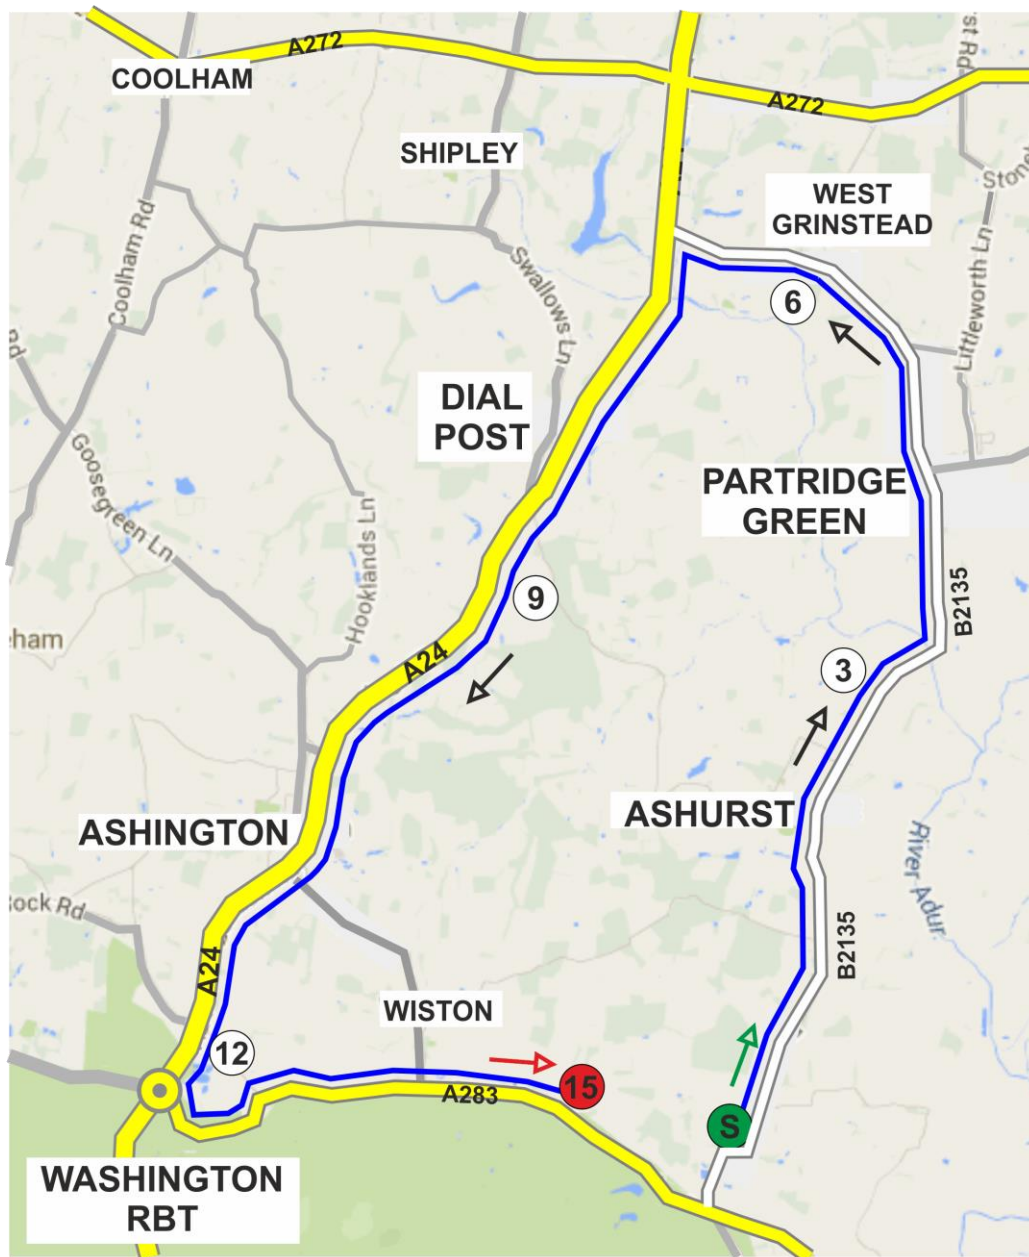 A272
COOLHAM
A272
SHIPLEY
WEST
GRINSTEAD
Coolham Rd
Swallows Ln
Littleworth Ln
6
DIAL
POST
Goosegreen Ln
Hooklands Ln
PARTRIDGE
GREEN
9
B2135
A24
3
ASHINGTON
ASHURST
River Adur
B2135
A24
WISTON
12
15
A283
S
WASHINGTON
RBT